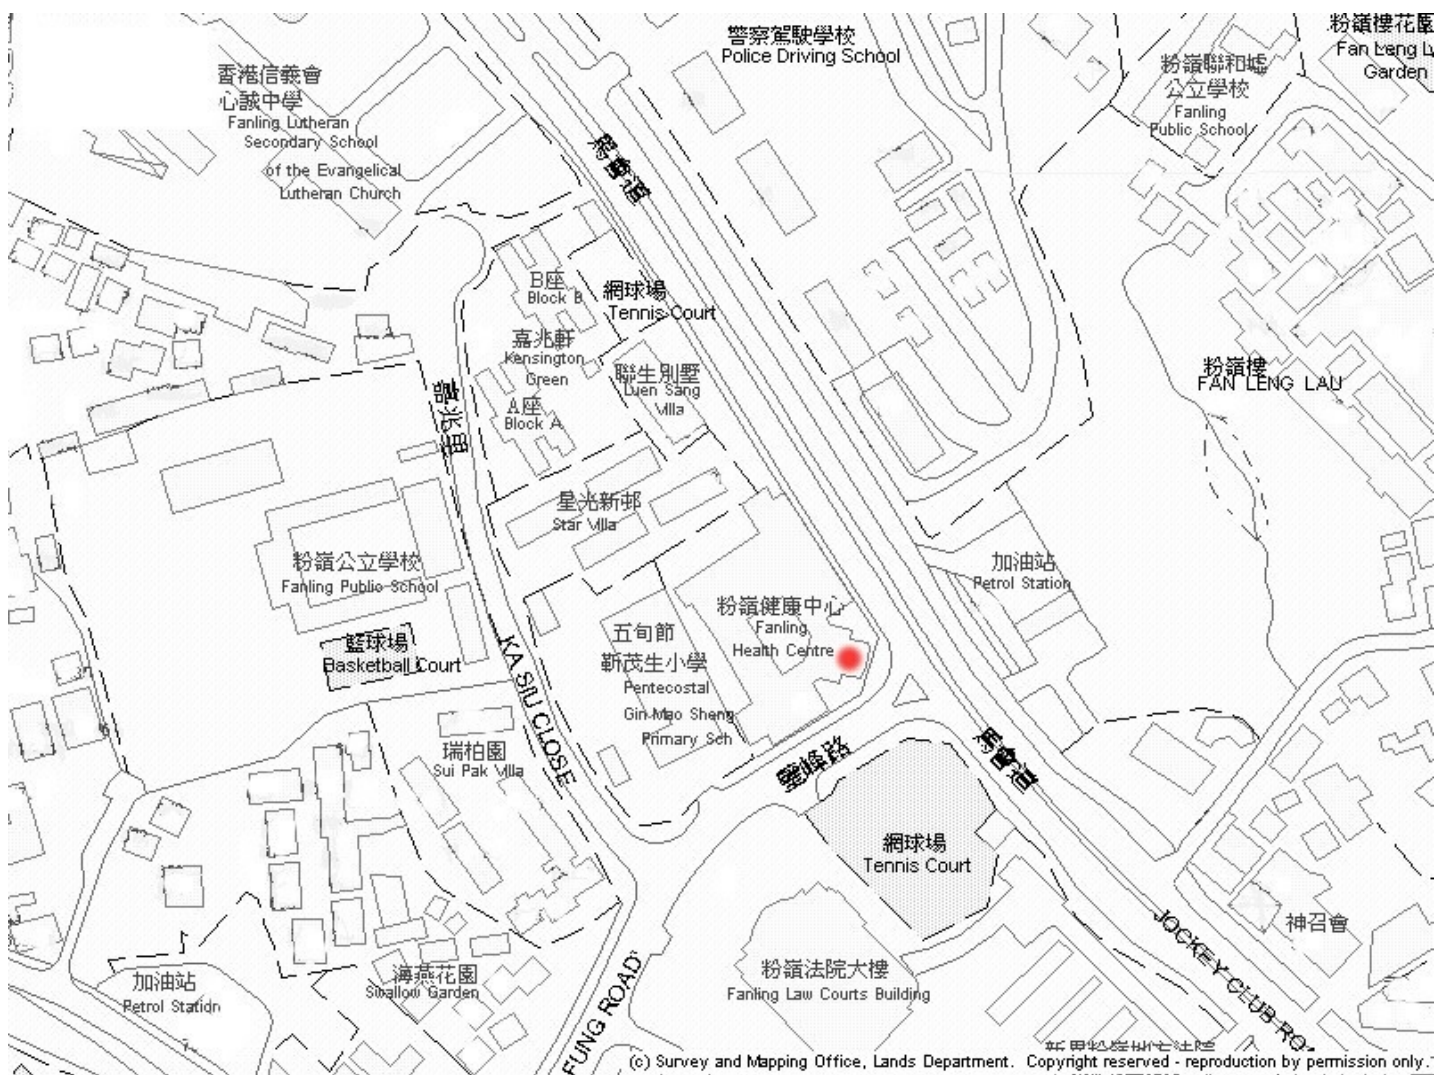 警察駕駛學校
Police Driving School
粉嶺樓花園
Fan Leng L
Garden
粉嶺聯和墟
公立學校
Fanling
Public School
香港信義會
心誠中學
Fanling Lutheran
Secondary School
of the Evangelical
Lutheran Church
馬會道
B座
Block B
網球場
Tennis Court
嘉兆軒
Kensington
Green
聯生別墅
Luen Sang
Villa
A座
Block A
粉嶺樓
FAN LENG LAU
嘉兆里
星光新邨
Star Villa
粉嶺公立學校
Fanling Public School
加油站
Petrol Station
粉嶺健康中心
Fanling
Health Centre
五旬節
靳茂生小學
Pentecostal
Gin Mao Sheng
Primary Sch
籃球場
Basketball Court
KA SIU CLOSE
瑞柏園
Sui Pak Villa
璧峰路
馬會道
網球場
Tennis Court
神召會
JOCKEY CLUB RO
加油站
Petrol Station
海燕花園
Swallow Garden
粉嶺法院大樓
Fanling Law Courts Building
FUNG ROAD
(c) Survey and Mapping Office, Lands Department. Copyright reserved - reproduction by permission only.